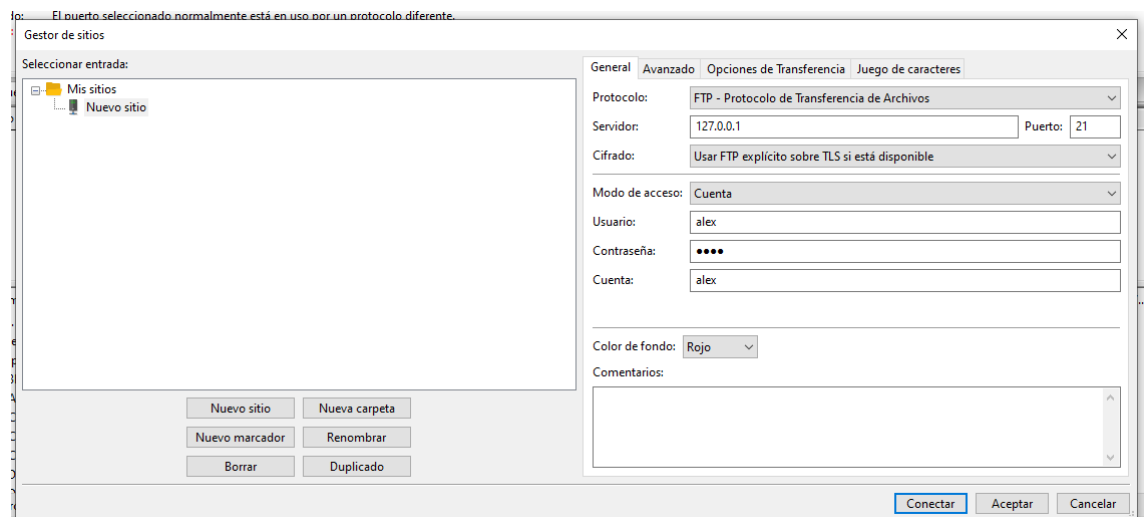 do: El puerto seleccionado normalmente está en uso por un protocolo diferente.
Gestor de sitios
Seleccionar entrada:
Mis sitios
Nuevo sitio
Nuevo sitio Nueva carpeta
Nuevo marcador Renombrar
Borrar Duplicado
General Avanzado Opciones de Transferencia Juego de caracteres
Protocolo: FTP - Protocolo de Transferencia de Archivos
Servidor: 127.0.0.1 Puerto: 21
Cifrado: Usar FTP explícito sobre TLS si está disponible
Modo de acceso: Cuenta
Usuario: alex
Contraseña: ●●●●
Cuenta: alex
Color de fondo: Rojo
Comentarios:
Conectar Aceptar Cancelar